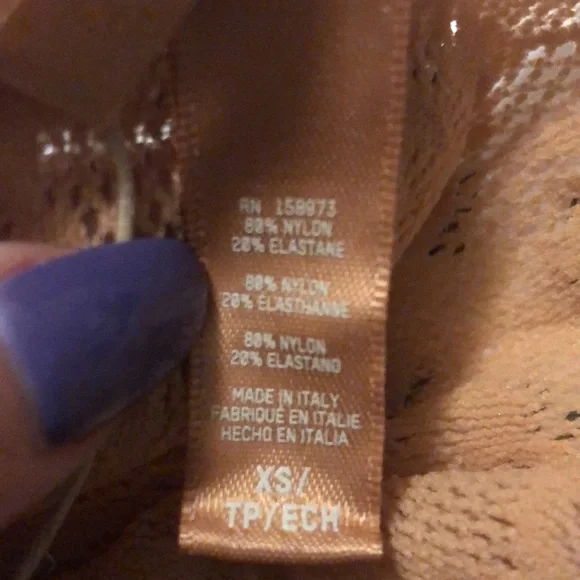 RN 158973
80% NYLON
20% ELASTANE
80% NYLON
20% ELASTHANNE
80% NYLON
20% ELASTANO
MADE IN ITALY
FABRIQUÉ EN ITALIE
HECHO EN ITALIA
XS/
TP/ECH